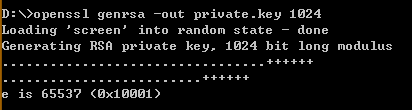 D:\>openssl genrsa -out private.key 1024
Loading 'screen' into random state - done
Generating RSA private key, 1024 bit long modulus
.................................++++++
.........................++++++
e is 65537 (0x10001)